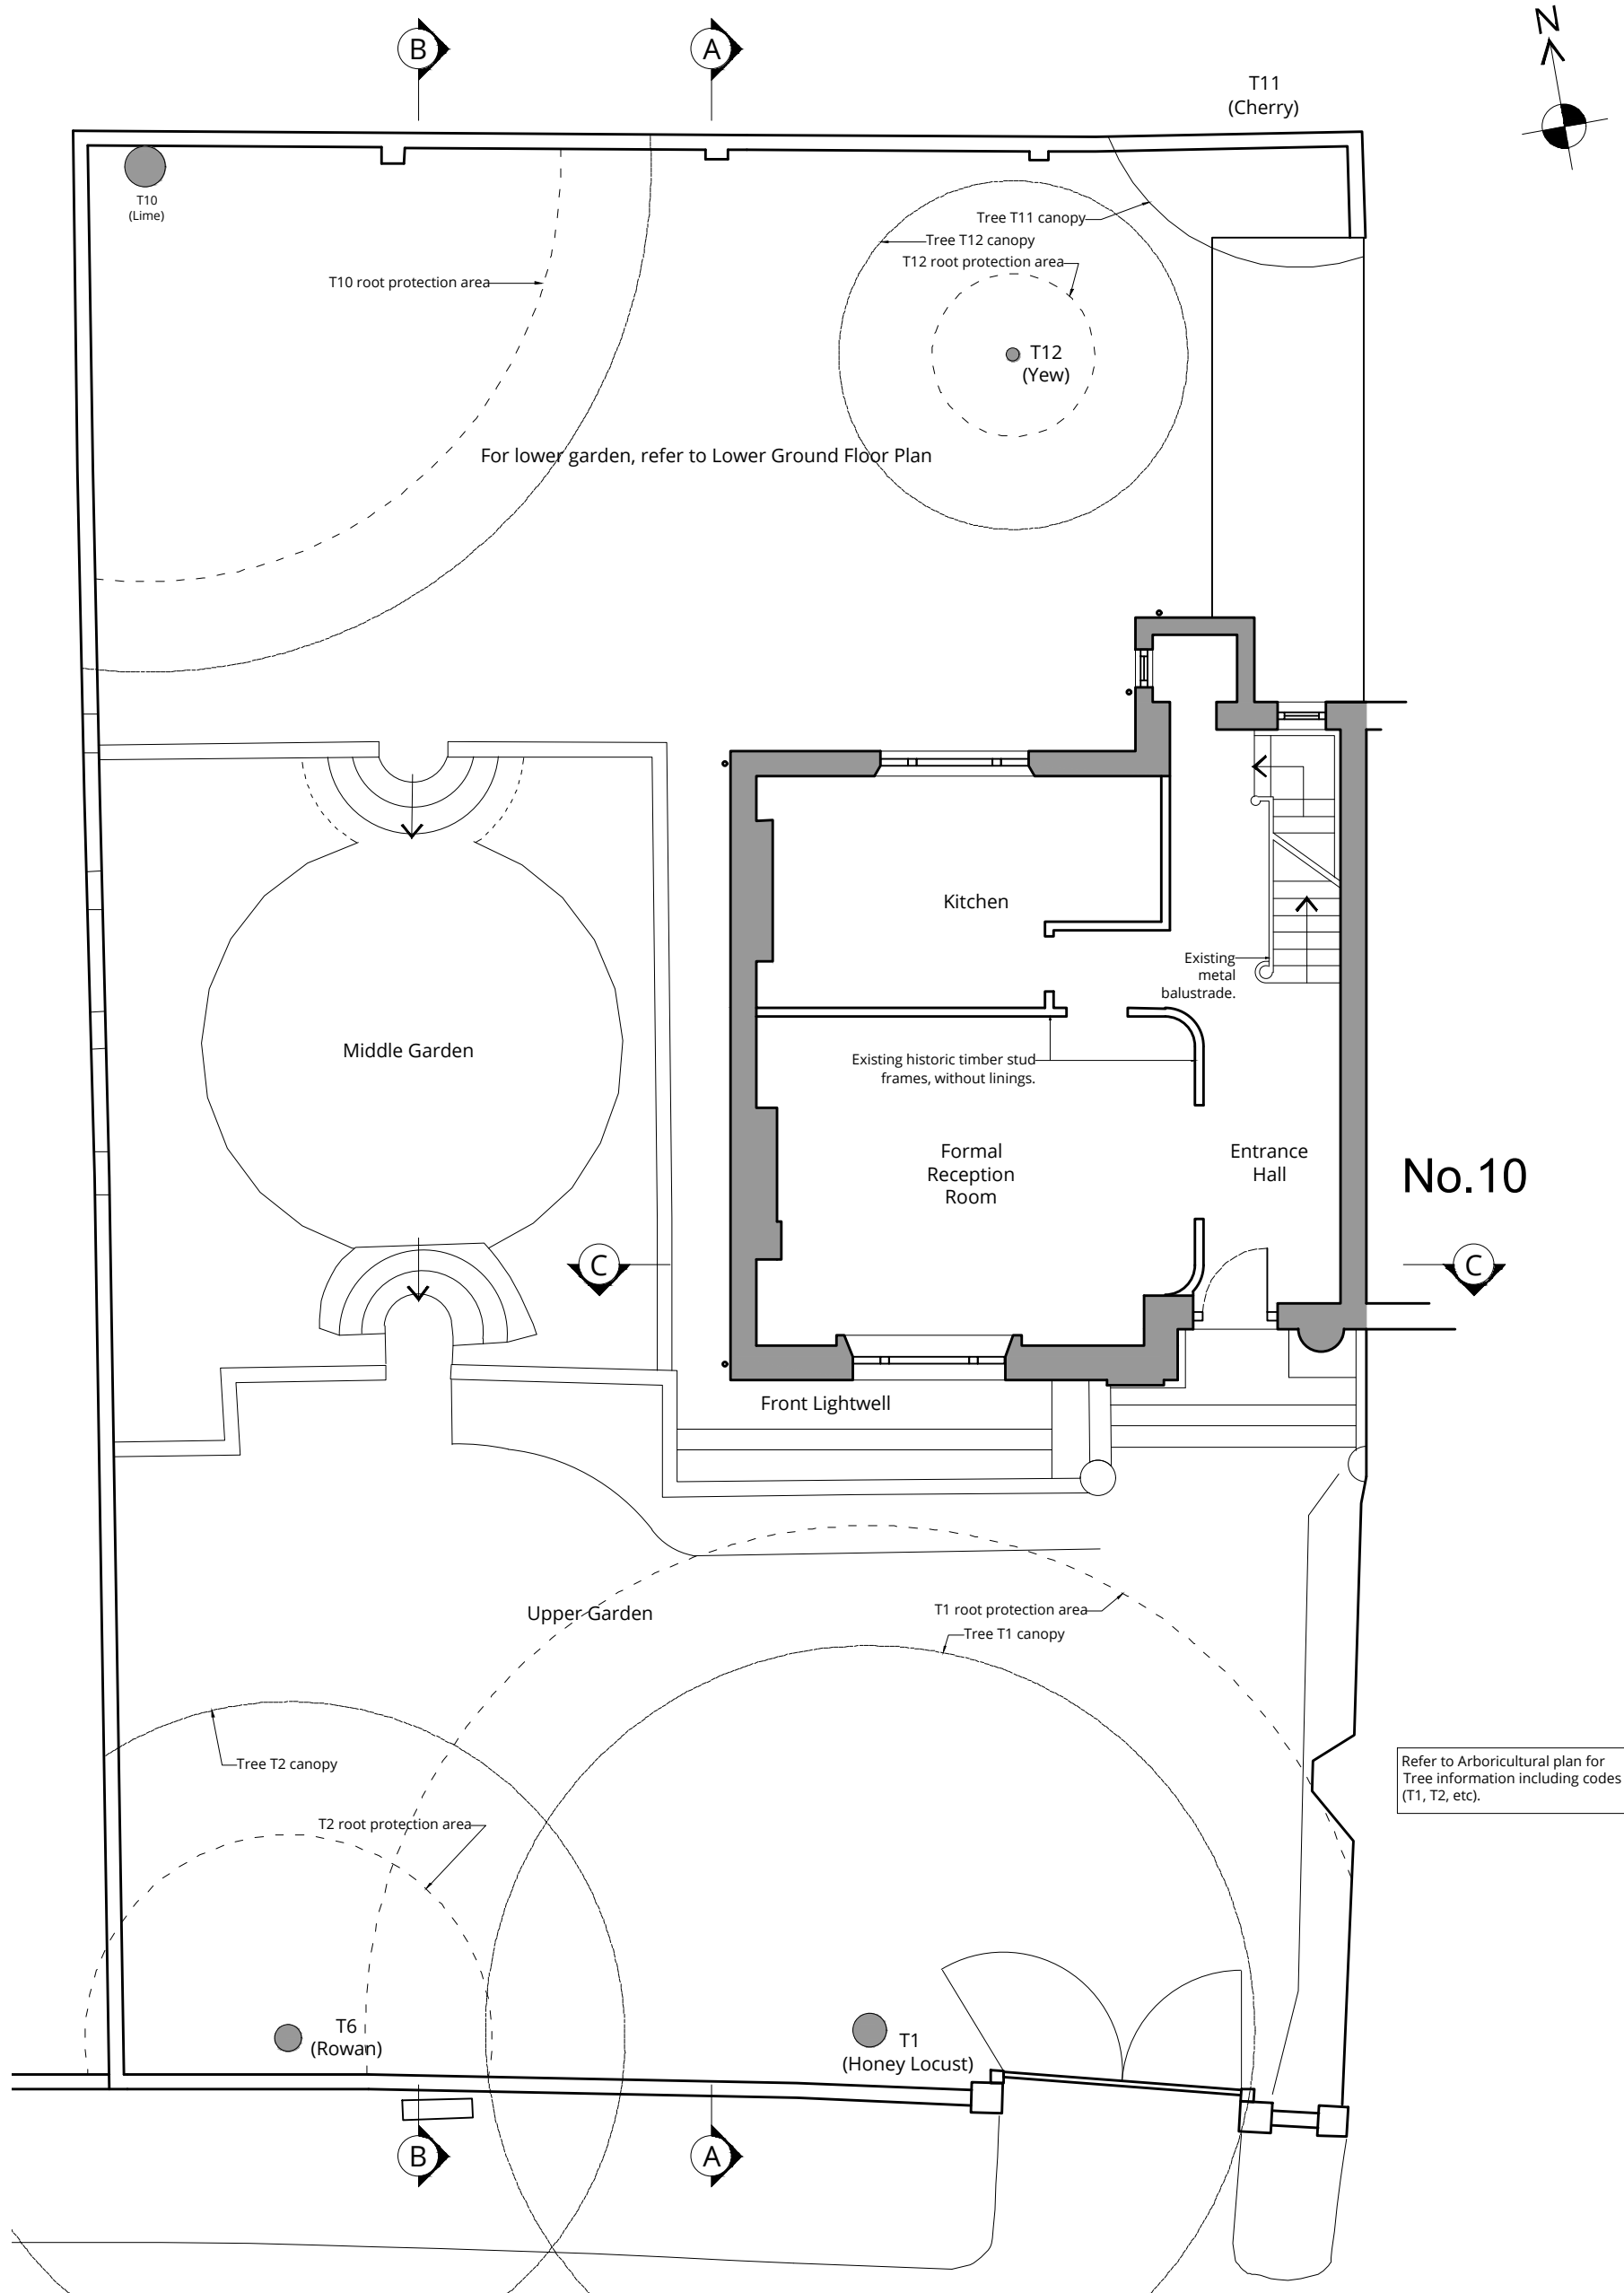 N
B
A
T11
(Cherry)
T10
(Lime)
Tree T11 canopy
Tree T12 canopy
T12 root protection area
T10 root protection area
T12
(Yew)
For lower garden, refer to Lower Ground Floor Plan
Kitchen
Existing
metal
balustrade.
Middle Garden
Existing historic timber stud
frames, without linings.
Formal
Reception
Room
Entrance
Hall
No.10
C
C
Front Lightwell
Upper Garden
T1 root protection area
Tree T1 canopy
Tree T2 canopy
Refer to Arboricultural plan for
Tree information including codes
(T1, T2, etc).
T2 root protection area
T6
(Rowan)
T1
(Honey Locust)
B
A